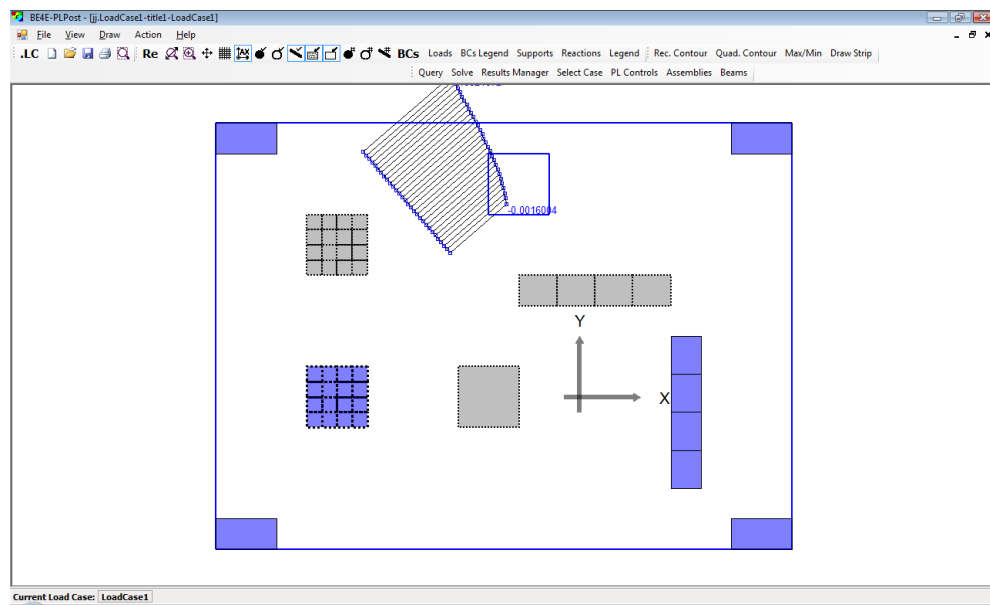 BE4E-PLPost - [jj.LoadCase1-title1-LoadCase1]
File View Draw Action Help
.LC Re BCs Loads BCs Legend Supports Reactions Legend Rec. Contour Quad. Contour Max/Min Draw Strip
Query Solve Results Manager Select Case PL Controls Assemblies Beams
-0.0016004
Y
X
Current Load Case: LoadCase1